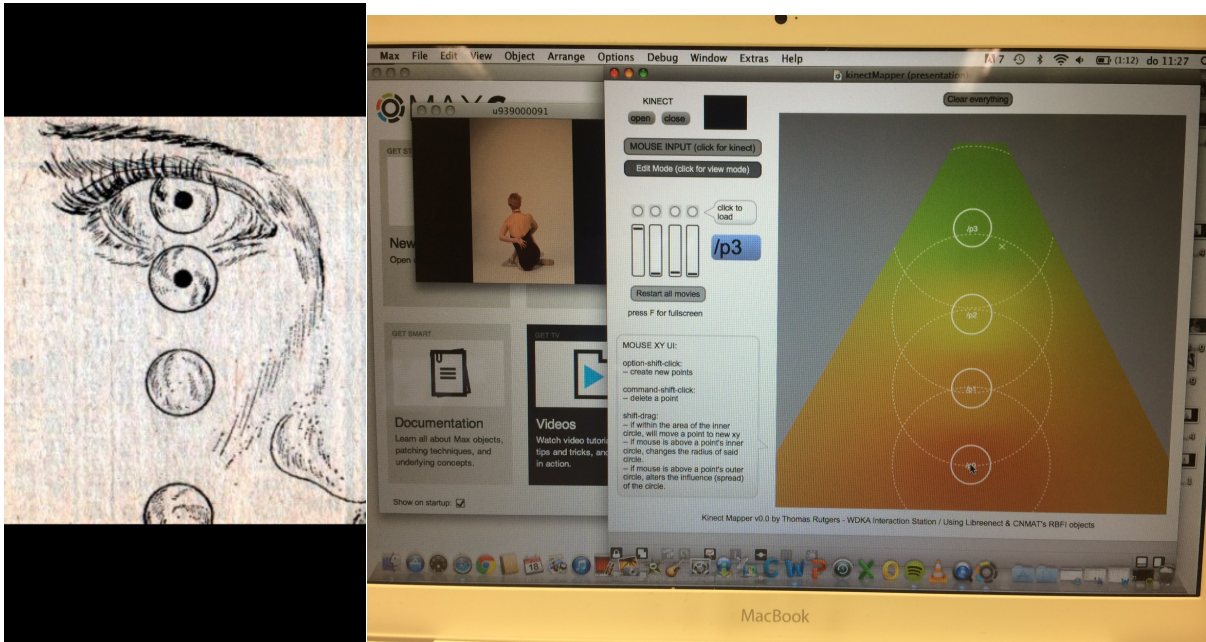 Max File Edit View Object Arrange Options Debug Window Extras Help
7 (1:12) do 11:27
u939000091
kinectMapper (presentation)
KINECT
open close
Clear everything
MOUSE INPUT (click for kinect)
Edit Mode (click for view mode)
click to
load
/p3
Restart all movies
press F for fullscreen
MOUSE XY UI:
option-shift-click:
– create new points
command-shift-click:
– delete a point
shift-drag:
– if within the area of the inner
circle, will move a point to new xy
– if mouse is above a point's inner
circle, changes the radius of said
circle.
– if mouse is above a point's outer
circle, alters the influence (spread)
of the circle.
/p3
/p2
/p1
Kinect Mapper v0.0 by Thomas Rutgers - WDKA Interaction Station / Using Libreenect & CNMAT's RBFI objects
New
Open
GET SMART
GET TV
Documentation
Learn all about Max objects,
patching techniques, and
underlying concepts.
Videos
Watch video
tips and tricks,
in action.
Show on startup:
18
MacBook